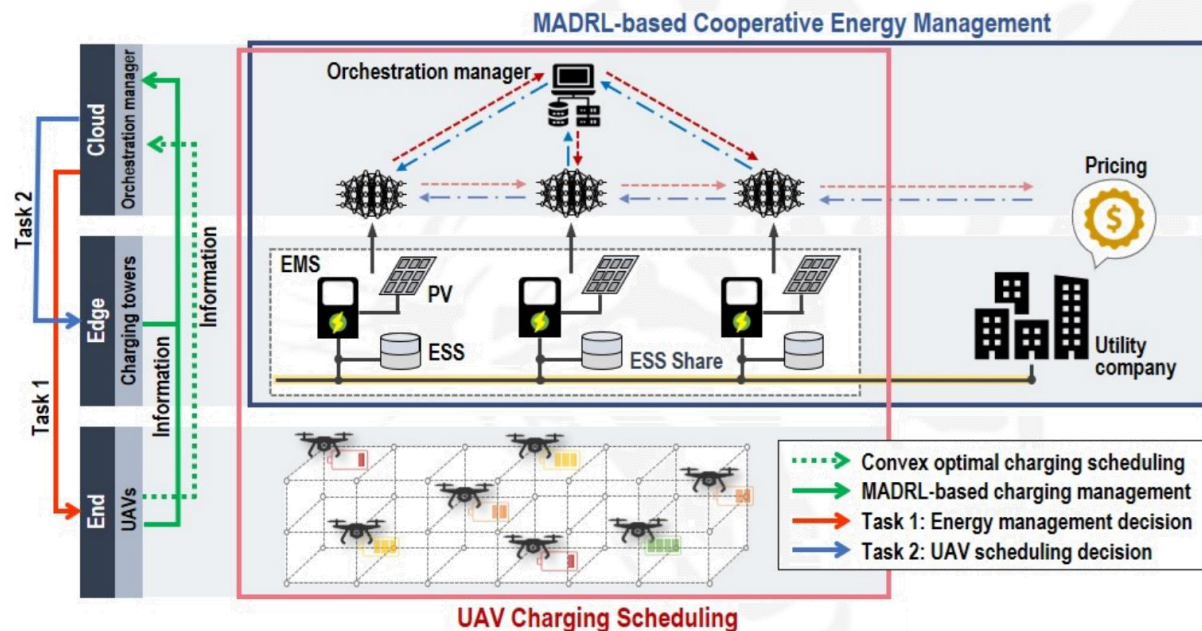 MADRL-based Cooperative Energy Management
Orchestration manager
Pricing
$
Cloud
Orchestration manager
Task 2
Information
EMS
PV
ESS
ESS Share
Utility
company
Edge
Charging towers
Task 1
Information
End
UAVs
Convex optimal charging scheduling
MADRL-based charging management
Task 1: Energy management decision
Task 2: UAV scheduling decision
UAV Charging Scheduling